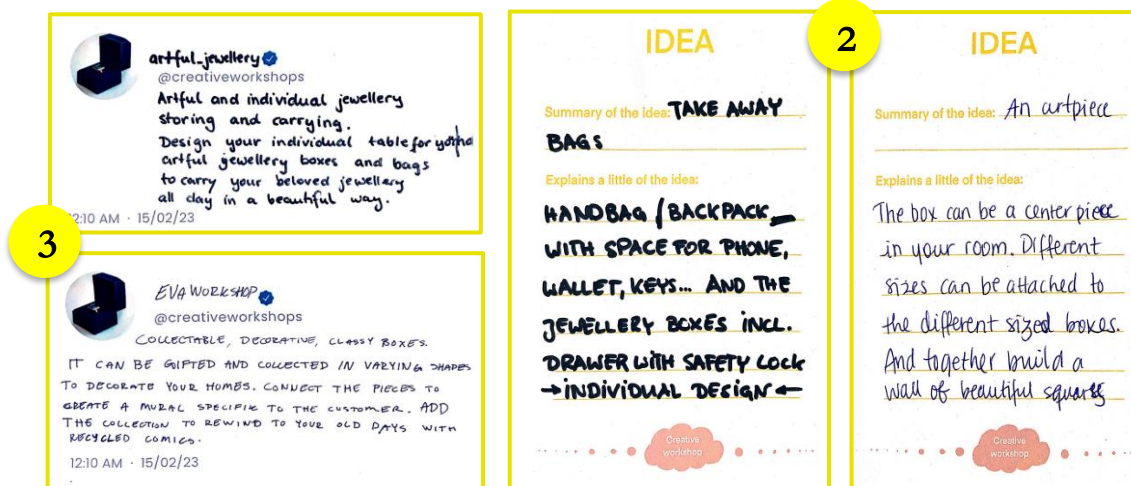 artful_jewellery
@creativeworkshops
Artful and individual jewellery
storing and carrying.
Design your individual table for
artful jewellery boxes and bags
to carry your beloved jewellery
all day in a beautiful way.
12:10 AM · 15/02/23
3
EVA WORKSHOP
@creativeworkshops
COLLECTABLE, DECORATIVE, CLASSY BOXES.
IT CAN BE GIFTED AND COLLECTED IN VARYING SHAPES
TO DECORATE YOUR HOMES. CONNECT THE PIECES TO
CREATE A MURAL SPECIFIK TO THE CUSTOMER. ADD
THE COLLECTION TO REWIND TO YOUR OLD DAYS WITH
RECYCLED COMICS.
12:10 AM · 15/02/23
2
IDEA
Summary of the idea: TAKE AWAY
BAGS
Explains a little of the idea:
HANDBAG / BACKPACK
WITH SPACE FOR PHONE,
WALLET, KEYS... AND THE
JEWELLERY BOXES INCL.
DRAWER WITH SAFETY LOCK
→ INDIVIDUAL DESIGN ←
Creative
workshop
IDEA
Summary of the idea: An artpiece
Explains a little of the idea:
The box can be a center piece
in your room. Different
sizes can be attached to
the different sized boxes.
And together build a
wall of beautiful squares
Creative
workshop